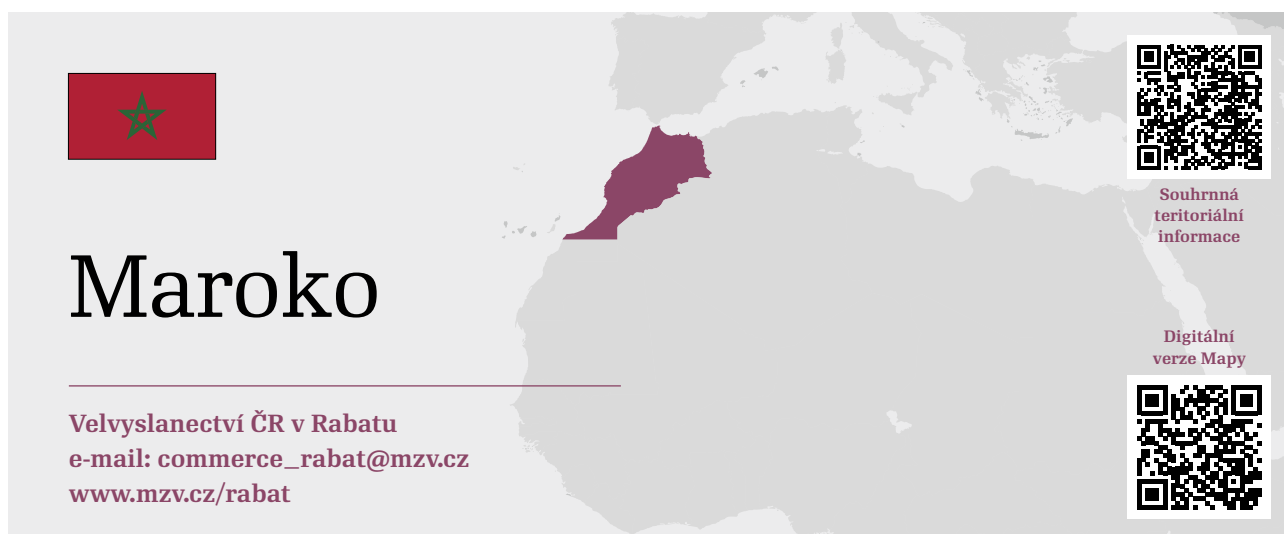 Maroko
Velvyslanectví ČR v Rabatu
e-mail: commerce_rabat@mzv.cz
www.mzv.cz/rabat
Souhrnná
teritoriální
informace
Digitální
verze Mapy